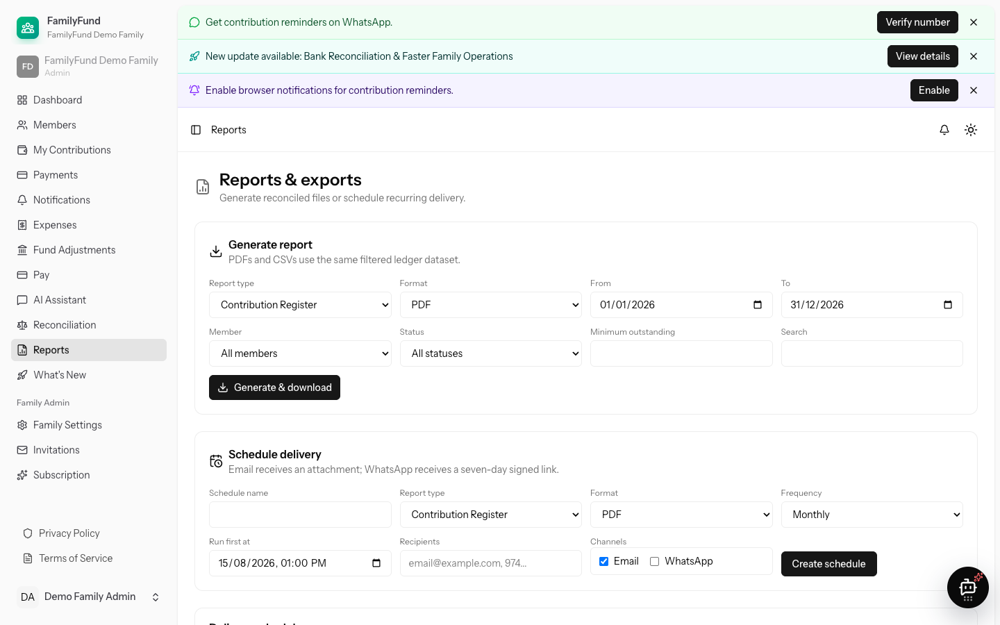 FamilyFund
FamilyFund Demo Family
FD
FamilyFund Demo Family
Admin
Dashboard
Members
My Contributions
Payments
Notifications
Expenses
Fund Adjustments
Pay
AI Assistant
Reconciliation
Reports
What's New
Family Admin
Family Settings
Invitations
Subscription
Privacy Policy
Terms of Service
DA
Demo Family Admin
Get contribution reminders on WhatsApp.
Verify number
New update available: Bank Reconciliation & Faster Family Operations
View details
Enable browser notifications for contribution reminders.
Enable
Reports
Reports & exports
Generate reconciled files or schedule recurring delivery.
Generate report
PDFs and CSVs use the same filtered ledger dataset.
Report type
Format
From
To
Contribution Register
PDF
01/01/2026
31/12/2026
Member
Status
Minimum outstanding
Search
All members
All statuses
Generate & download
Schedule delivery
Email receives an attachment; WhatsApp receives a seven-day signed link.
Schedule name
Report type
Format
Frequency
Contribution Register
PDF
Monthly
Run first at
Recipients
Channels
15/08/2026, 01:00 PM
email@example.com, 974...
Email
WhatsApp
Create schedule